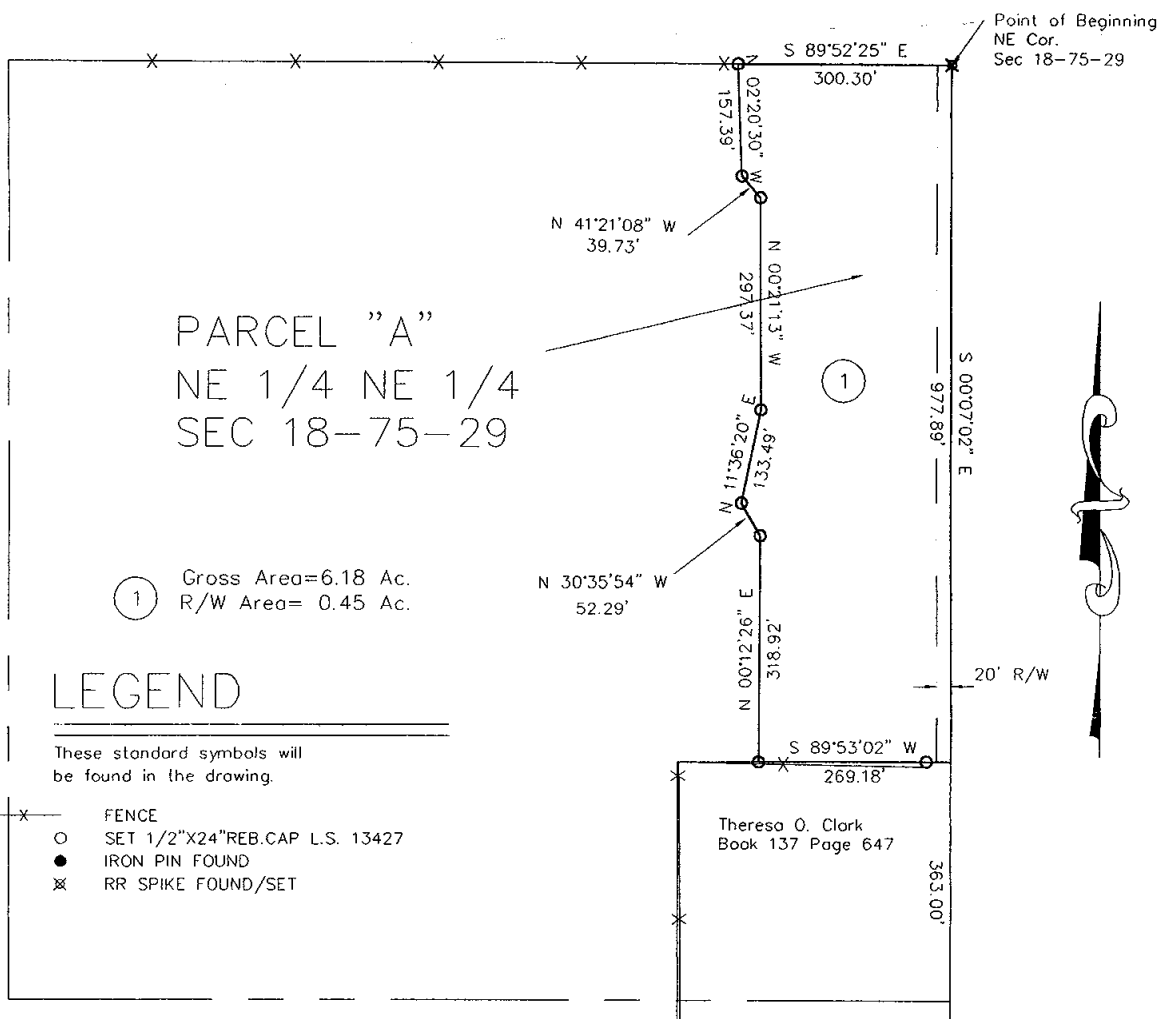 Point of Beginning
NE Cor.
Sec 18-75-29
S 89°52'25" E
300.30'
N 02°20'30" W
157.39'
N 41°21'08" W
39.73'
N 00°21'13" W
297.37'
PARCEL "A"
NE 1/4 NE 1/4
SEC 18-75-29
1
S 00°07'02" E
977.89'
N 11°36'20" E
133.49'
1
Gross Area=6.18 Ac.
R/W Area= 0.45 Ac.
N 30°35'54" W
52.29'
N 00°12'26" E
318.92'
20' R/W
LEGEND
These standard symbols will
be found in the drawing.
S 89°53'02" W
269.18'
FENCE
SET 1/2"X24"REB.CAP L.S. 13427
IRON PIN FOUND
RR SPIKE FOUND/SET
Theresa O. Clark
Book 137 Page 647
363.00'